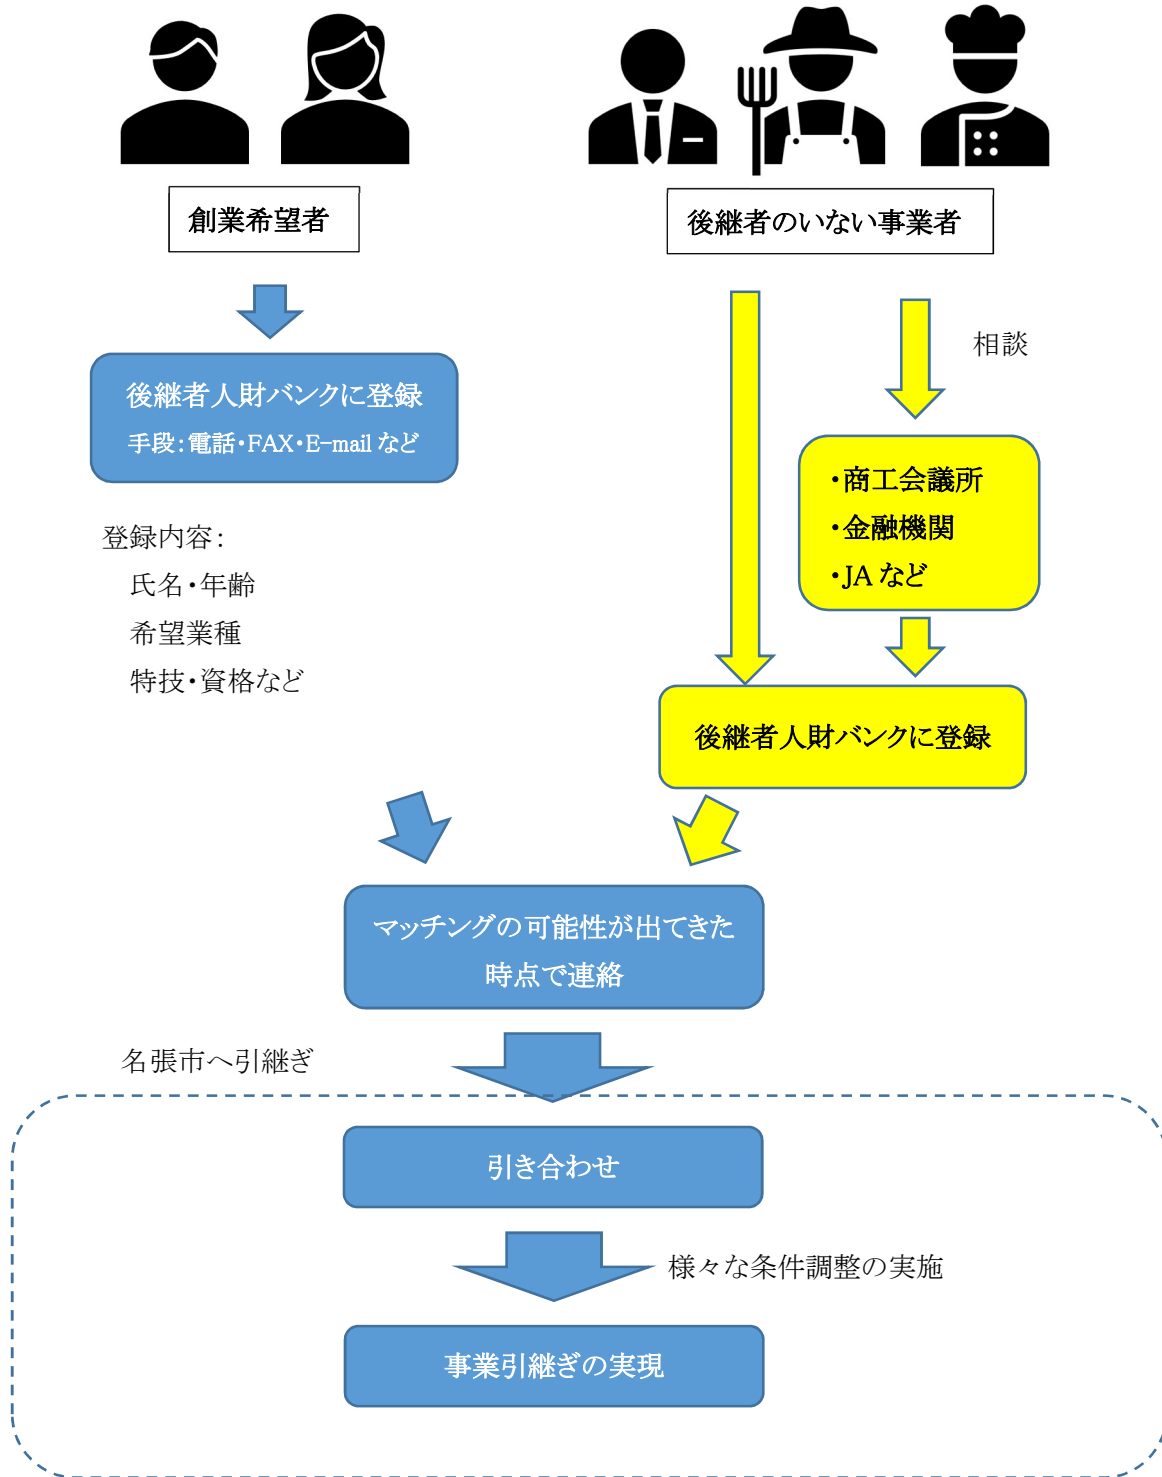 創業希望者
後継者のいない事業者
相談
後継者人財バンクに登録
手段:電話・FAX・E-mail など
・商工会議所
・金融機関
・JA など
登録内容:
氏名・年齢
希望業種
特技・資格など
後継者人財バンクに登録
マッチングの可能性が出てきた
時点で連絡
名張市へ引継ぎ
引き合わせ
様々な条件調整の実施
事業引継ぎの実現